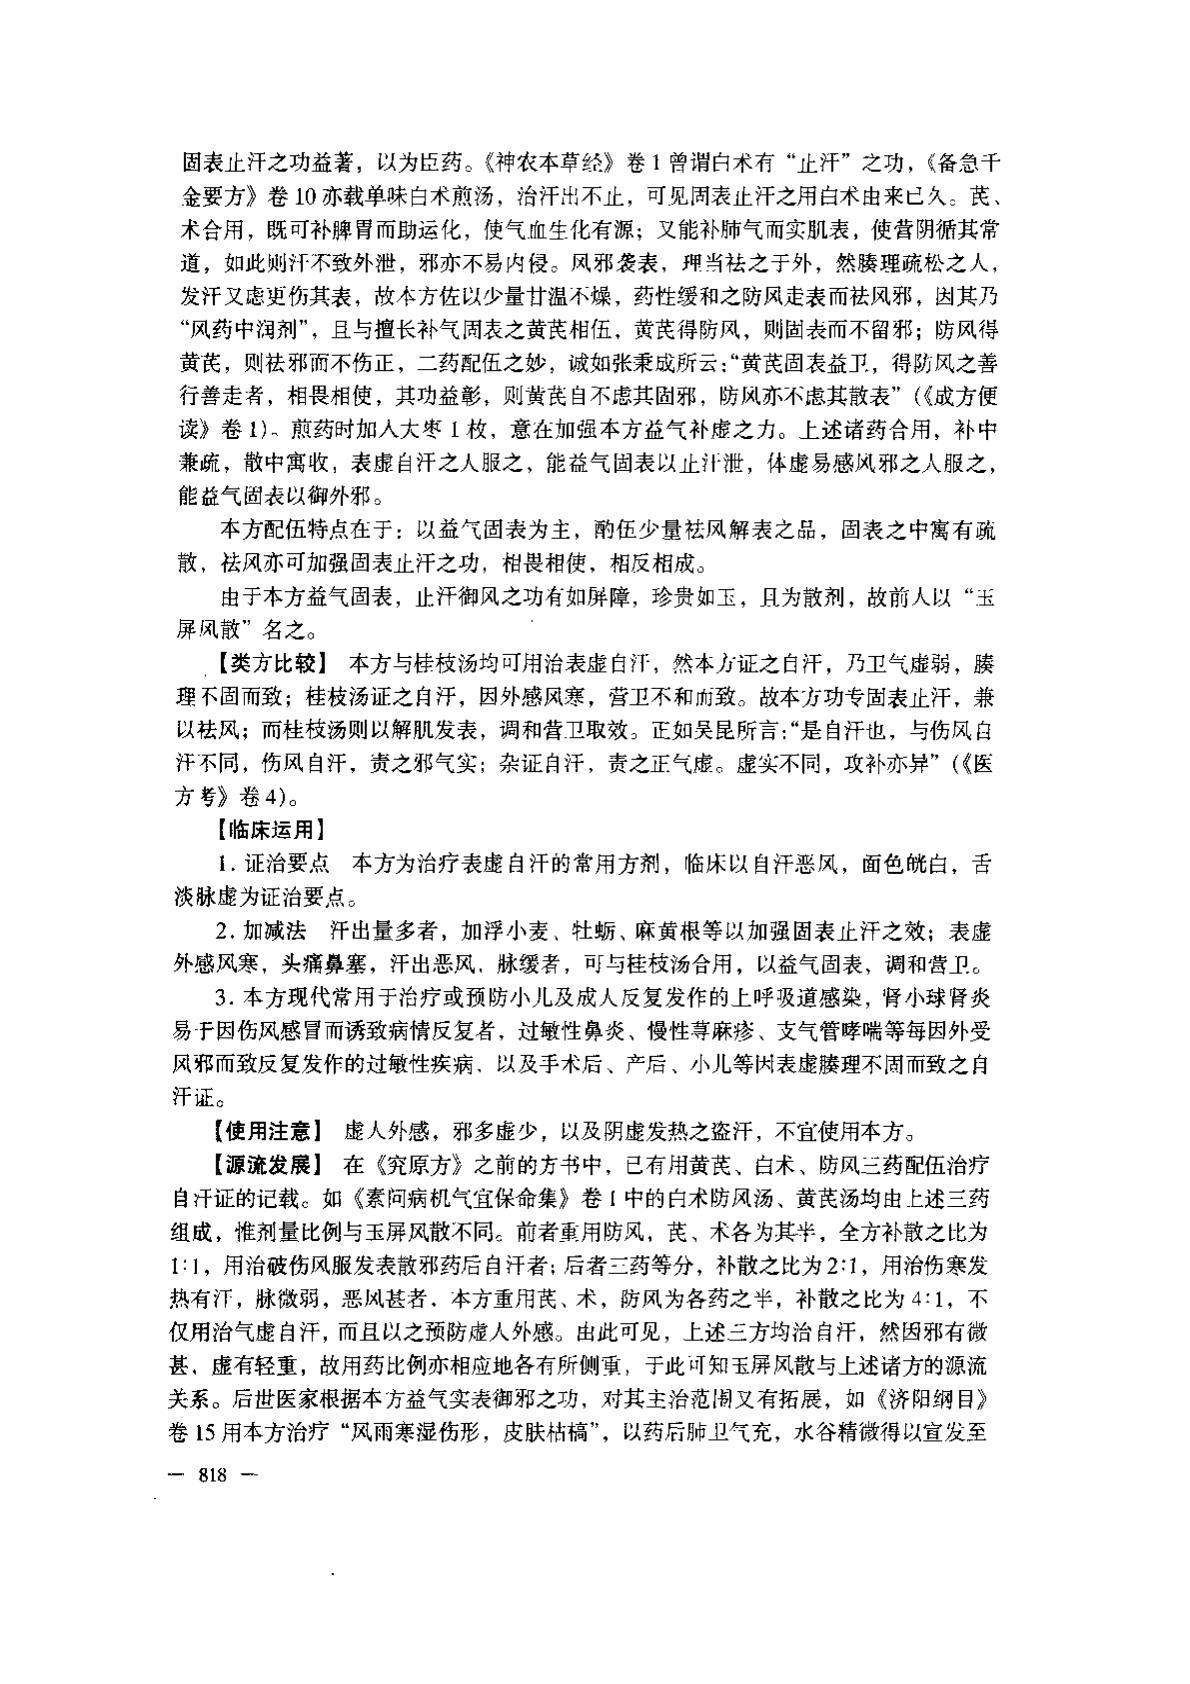 固表止汗之功益著，以为臣药。《神农本草经》卷1曾谓白术有“止汗”之功，《备急千
金要方》卷10亦载单味白术煎汤，治汗出不止，可见固表止汗之用白术由来已久。芪、
术合用，既可补脾胃而助运化，使气血生化有源；又能补肺气而实肌表，使营阴循其常
道，如此则汗不致外泄，邪亦不易内侵。风邪袭表，理当祛之于外，然腠理疏松之人，
发汗又虑更伤其表，故本方佐以少量甘温不燥，药性缓和之防风走表而祛风邪，因其乃
“风药中润剂”，且与擅长补气固表之黄芪相伍，黄芪得防风，则固表而不留邪；防风得
黄芪，则祛邪而不伤正，二药配伍之妙，诚如张秉成所云：“黄芪固表益卫，得防风之善
行善走者，相畏相使，其功益彰，则黄芪自不虑其固邪，防风亦不虑其散表”（《成方便
读》卷1）。煎药时加入大枣1枚，意在加强本方益气补虚之力。上述诸药合用，补中
兼疏，散中寓收，表虚自汗之人服之，能益气固表以止汗泄，体虚易感风邪之人服之，
能益气固表以御外邪。
本方配伍特点在于：以益气固表为主，酌伍少量祛风解表之品，固表之中寓有疏
散，祛风亦可加强固表止汗之功，相畏相使，相反相成。
由于本方益气固表，止汗御风之功有如屏障，珍贵如玉，且为散剂，故前人以“玉
屏风散”名之。
【类方比较】 本方与桂枝汤均可用治表虚自汗，然本方证之自汗，乃卫气虚弱，腠
理不固而致；桂枝汤证之自汗，因外感风寒，营卫不和而致。故本方功专固表止汗，兼
以祛风；而桂枝汤则以解肌发表，调和营卫取效。正如吴昆所言：“是自汗也，与伤风自
汗不同，伤风自汗，责之邪气实；杂证自汗，责之正气虚。虚实不同，攻补亦异”（《医
方考》卷4）。
【临床运用】
1. 证治要点 本方为治疗表虚自汗的常用方剂，临床以自汗恶风，面色㿠白，舌
淡脉虚为证治要点。
2. 加减法 汗出量多者，加浮小麦、牡蛎、麻黄根等以加强固表止汗之效；表虚
外感风寒，头痛鼻塞，汗出恶风，脉缓者，可与桂枝汤合用，以益气固表，调和营卫。
3. 本方现代常用于治疗或预防小儿及成人反复发作的上呼吸道感染，肾小球肾炎
易于因伤风感冒而诱致病情反复者，过敏性鼻炎、慢性荨麻疹、支气管哮喘等每因外受
风邪而致反复发作的过敏性疾病，以及手术后、产后、小儿等因表虚腠理不固而致之自
汗证。
【使用注意】 虚人外感，邪多虚少，以及阴虚发热之盗汗，不宜使用本方。
【源流发展】 在《究原方》之前的方书中，已有用黄芪、白术、防风三药配伍治疗
自汗证的记载。如《素问病机气宜保命集》卷1中的白术防风汤、黄芪汤均由上述三药
组成，惟剂量比例与玉屏风散不同。前者重用防风，芪、术各为其半，全方补散之比为
1:1，用治破伤风服发表散邪药后自汗者；后者三药等分，补散之比为2:1，用治伤寒发
热有汗，脉微弱，恶风甚者。本方重用芪、术，防风为各药之半，补散之比为4:1，不
仅用治气虚自汗，而且以之预防虚人外感。由此可见，上述三方均治自汗，然因邪有微
甚，虚有轻重，故用药比例亦相应地各有所侧重，于此可知玉屏风散与上述诸方的源流
关系。后世医家根据本方益气实表御邪之功，对其主治范围又有拓展，如《济阳纲目》
卷15用本方治疗“风雨寒湿伤形，皮肤枯槁”，以药后肺卫气充，水谷精微得以宣发至
— 818 —